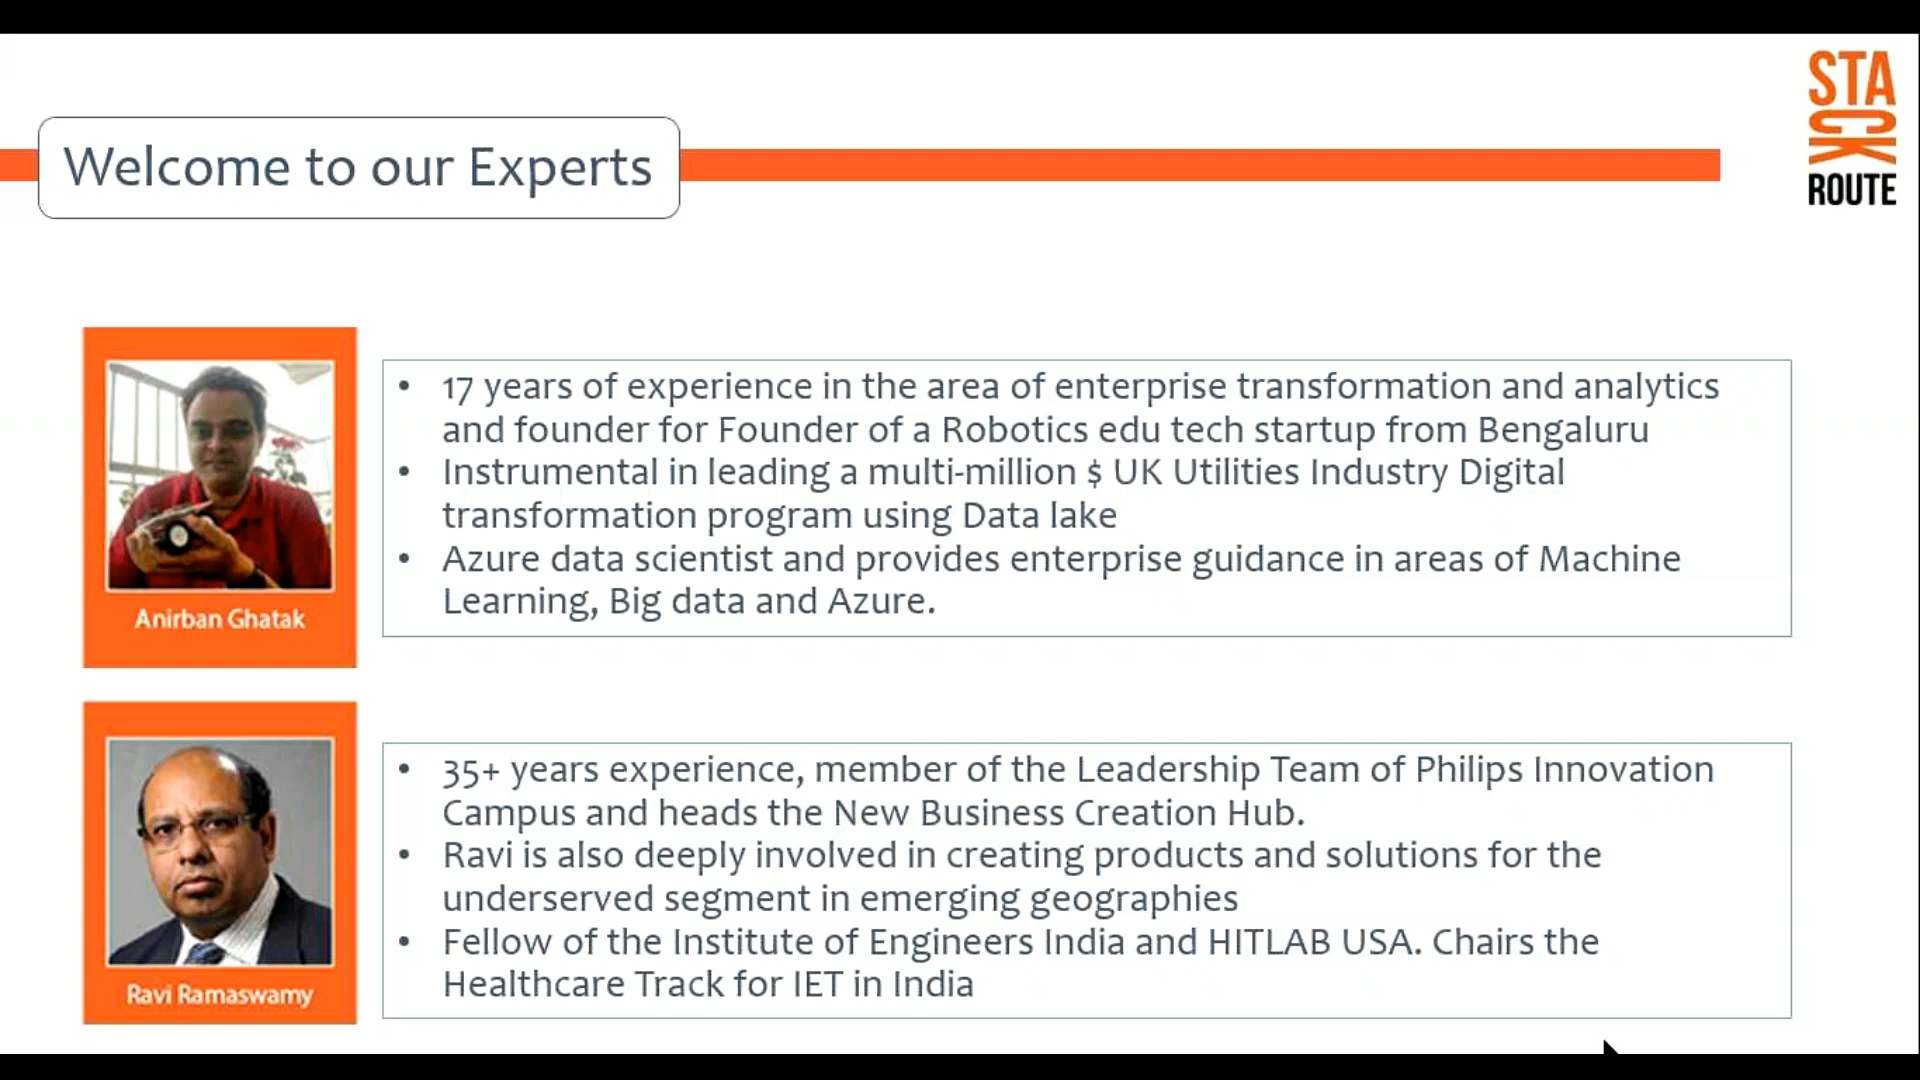 STA
CK
ROUTE
Welcome to our Experts
• 17 years of experience in the area of enterprise transformation and analytics
and founder for Founder of a Robotics edu tech startup from Bengaluru
• Instrumental in leading a multi-million $ UK Utilities Industry Digital
transformation program using Data lake
• Azure data scientist and provides enterprise guidance in areas of Machine
Learning, Big data and Azure.
Anirban Ghatak
• 35+ years experience, member of the Leadership Team of Philips Innovation
Campus and heads the New Business Creation Hub.
• Ravi is also deeply involved in creating products and solutions for the
underserved segment in emerging geographies
• Fellow of the Institute of Engineers India and HITLAB USA. Chairs the
Healthcare Track for IET in India
Ravi Ramaswamy